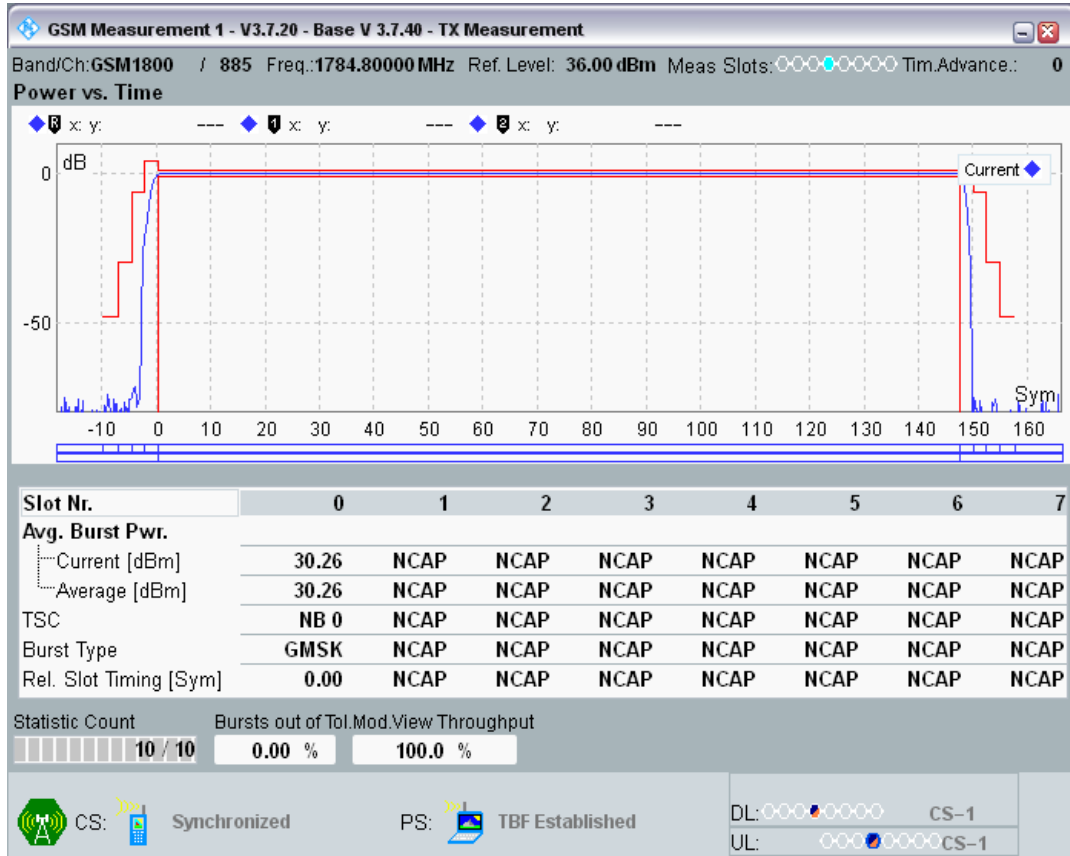 GSM Measurement 1 - V3.7.20 - Base V 3.7.40 - TX Measurement
Band/Ch:GSM1800 / 885 Freq.:1784.80000 MHz Ref. Level: 36.00 dBm Meas Slots: Tim.Advance.: 0
Power vs. Time
R x: y: --- 1 x: y: --- 2 x: y: ---
dB
Current
0
-50
Sym
-10 0 10 20 30 40 50 60 70 80 90 100 110 120 130 140 150 160
Slot Nr. 0 1 2 3 4 5 6 7
Avg. Burst Pwr.
Current [dBm] 30.26 NCAP NCAP NCAP NCAP NCAP NCAP NCAP
Average [dBm] 30.26 NCAP NCAP NCAP NCAP NCAP NCAP NCAP
TSC NB 0 NCAP NCAP NCAP NCAP NCAP NCAP NCAP
Burst Type GMSK NCAP NCAP NCAP NCAP NCAP NCAP NCAP
Rel. Slot Timing [Sym] 0.00 NCAP NCAP NCAP NCAP NCAP NCAP NCAP
Statistic Count Bursts out of Tol. Mod.View Throughput
10 / 10 0.00 % 100.0 %
CS: Synchronized PS: TBF Established DL: CS-1
UL: CS-1